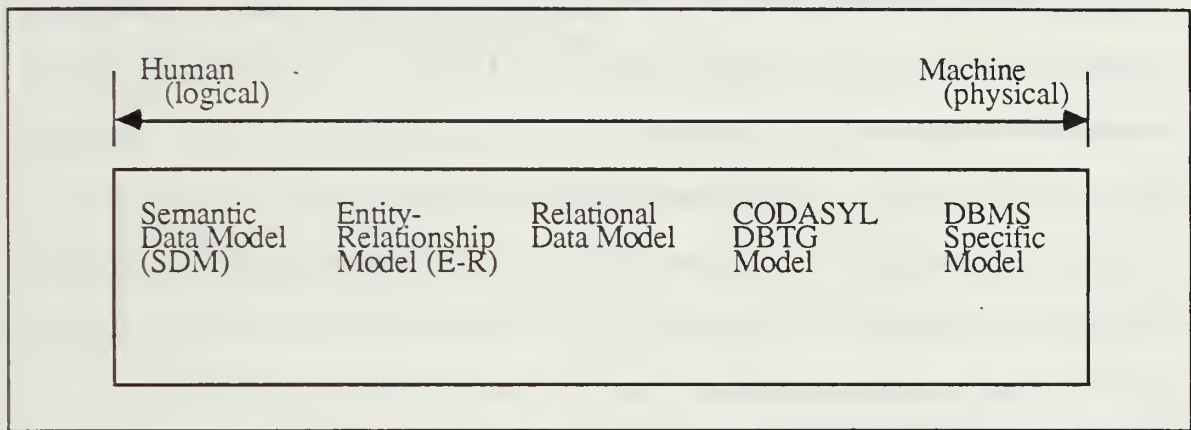 Human
(logical)
Machine
(physical)
Semantic
Data Model
(SDM)
Entity-
Relationship
Model (E-R)
Relational
Data Model
CODASYL
DBTG
Model
DBMS
Specific
Model